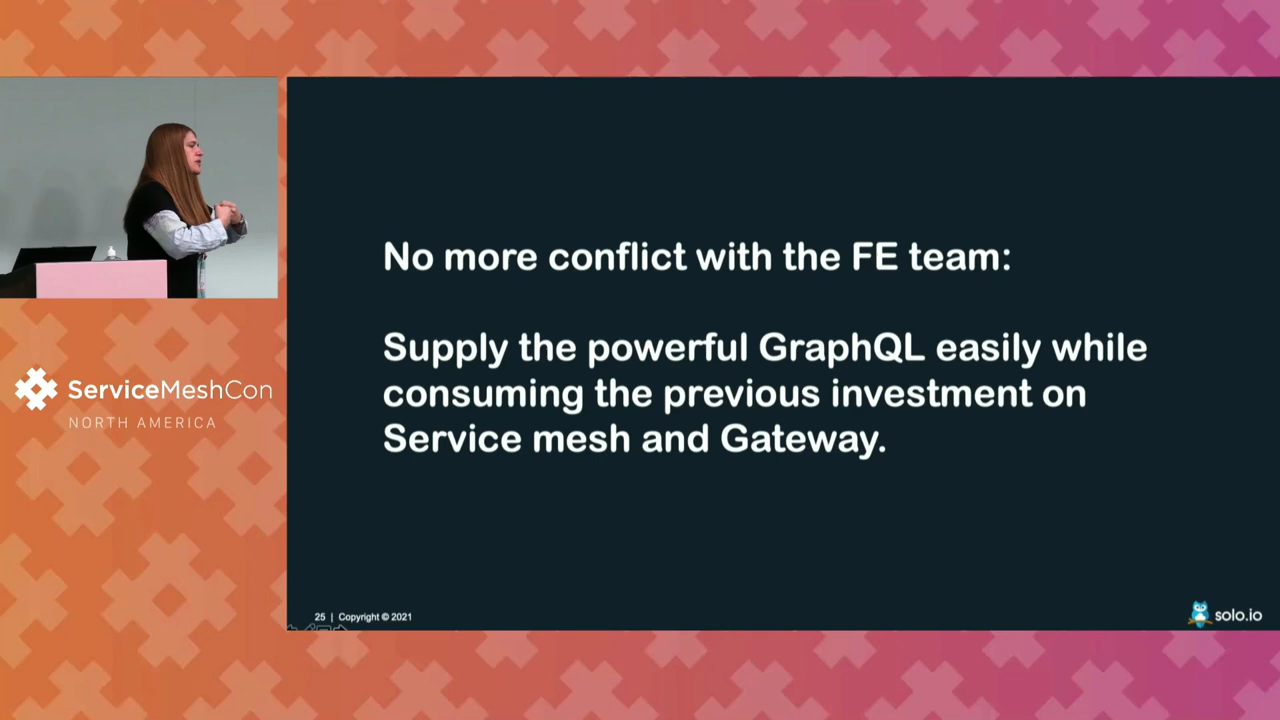 No more conflict with the FE team:
Supply the powerful GraphQL easily while
consuming the previous investment on
Service mesh and Gateway.
ServiceMeshCon
NORTH AMERICA
25 | Copyright © 2021
solo.io